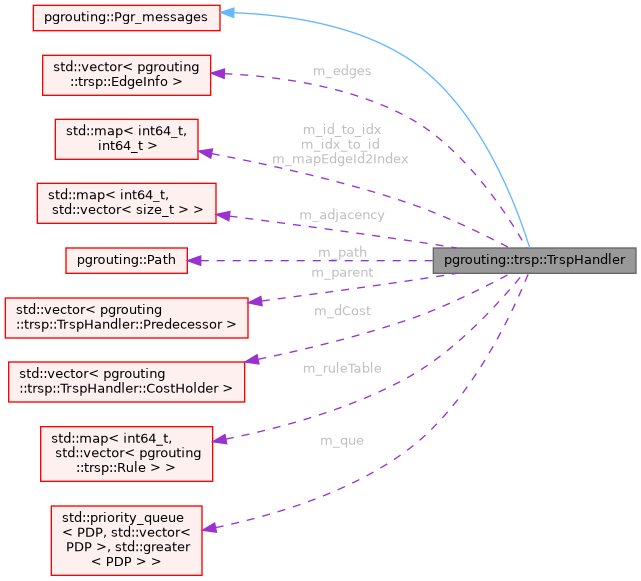 pgrouting::Pgr_messages
std::vector< pgrouting
::trsp::EdgeInfo >
m_edges
std::map< int64_t,
int64_t >
m_id_to_idx
m_idx_to_id
m_mapEdgeId2Index
std::map< int64_t,
std::vector< size_t > >
m_adjacency
pgrouting::Path
m_path
pgrouting::trsp::TrspHandler
m_parent
std::vector< pgrouting
::trsp::TrspHandler::Predecessor >
m_dCost
std::vector< pgrouting
::trsp::TrspHandler::CostHolder >
m_ruleTable
std::map< int64_t,
std::vector< pgrouting
::trsp::Rule > >
m_que
std::priority_queue
< PDP, std::vector<
PDP >, std::greater
< PDP > >